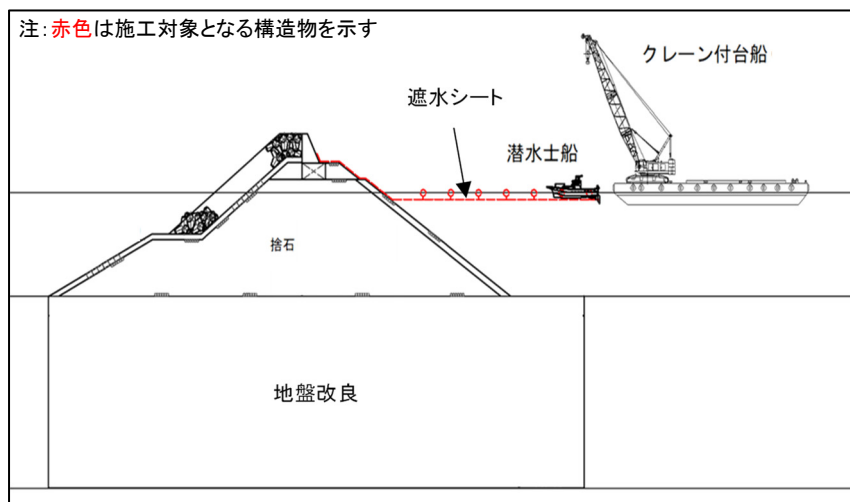 注：赤色は施工対象となる構造物を示す
クレーン付台船
遮水シート
潜水士船
捨石
地盤改良